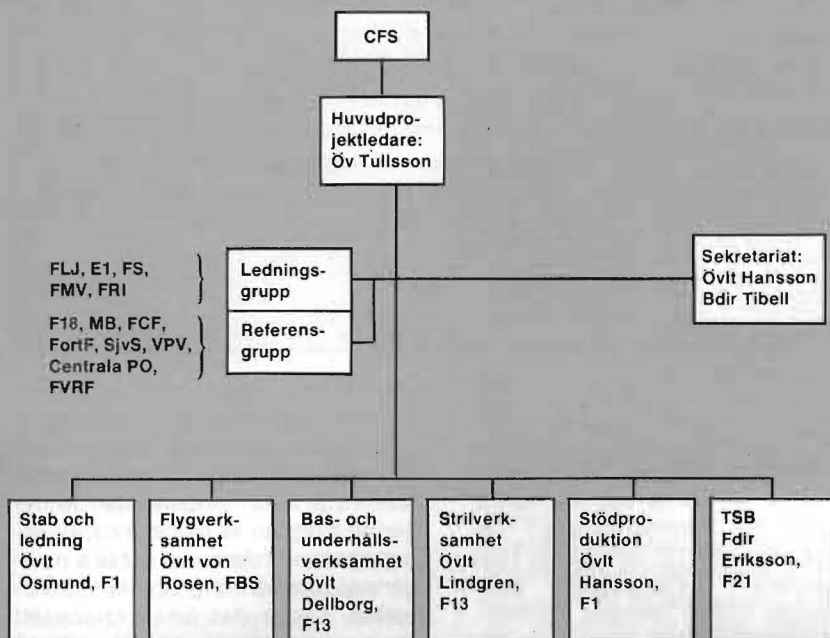 CFS
Huvudpro-
jektledare:
Öv Tullsson
FLJ, E1, FS,
FMV, FRI
Lednings-
grupp
Sekretariat:
Övlt Hansson
Bdir Tibell
F18, MB, FCF,
FortF, SjvS, VPV,
Centrala PO,
FVRF
Referens-
grupp
Stab och
ledning
Övlt
Osmund, F1
Flygverk-
samhet
Övlt von
Rosen, FBS
Bas- och
underhålls-
verksamhet
Övlt
Dellborg,
F13
Strilverk-
samhet
Övlt
Lindgren,
F13
Stödpro-
duktion
Övlt
Hansson,
F1
TSB
Fdir
Eriksson,
F21